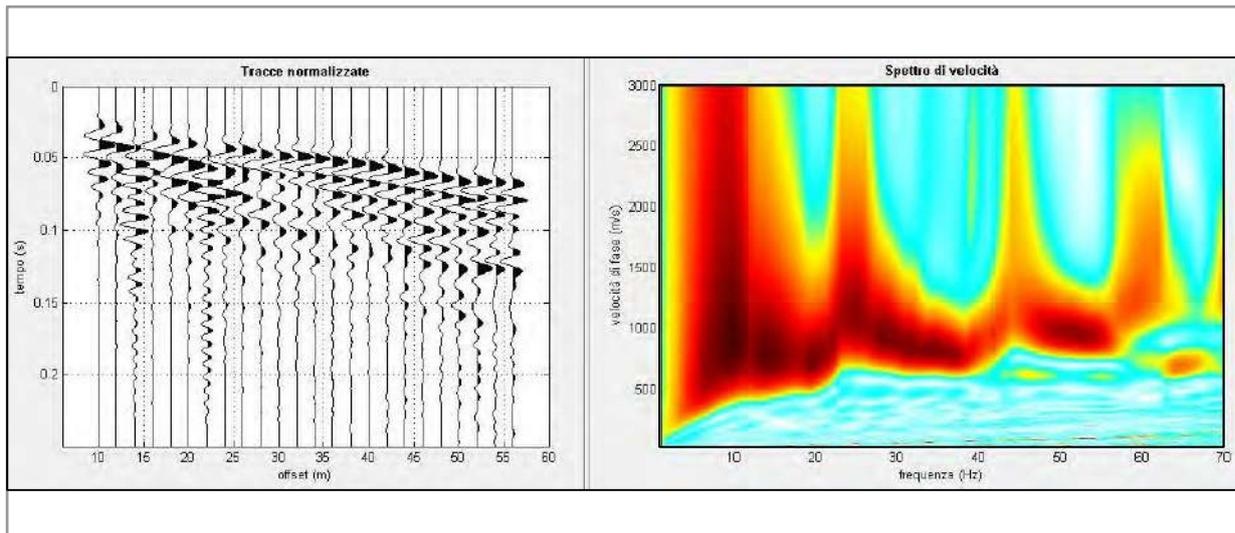 Tracce normalizzate
0
0.05
0.1
0.15
0.2
tempo (s)
10 15 20 25 30 35 40 45 50 55 60
offset (m)
Spettro di velocità
3000
2500
2000
1500
1000
500
velocità di fase (m/s)
10 20 30 40 50 60 70
frequenza (Hz)